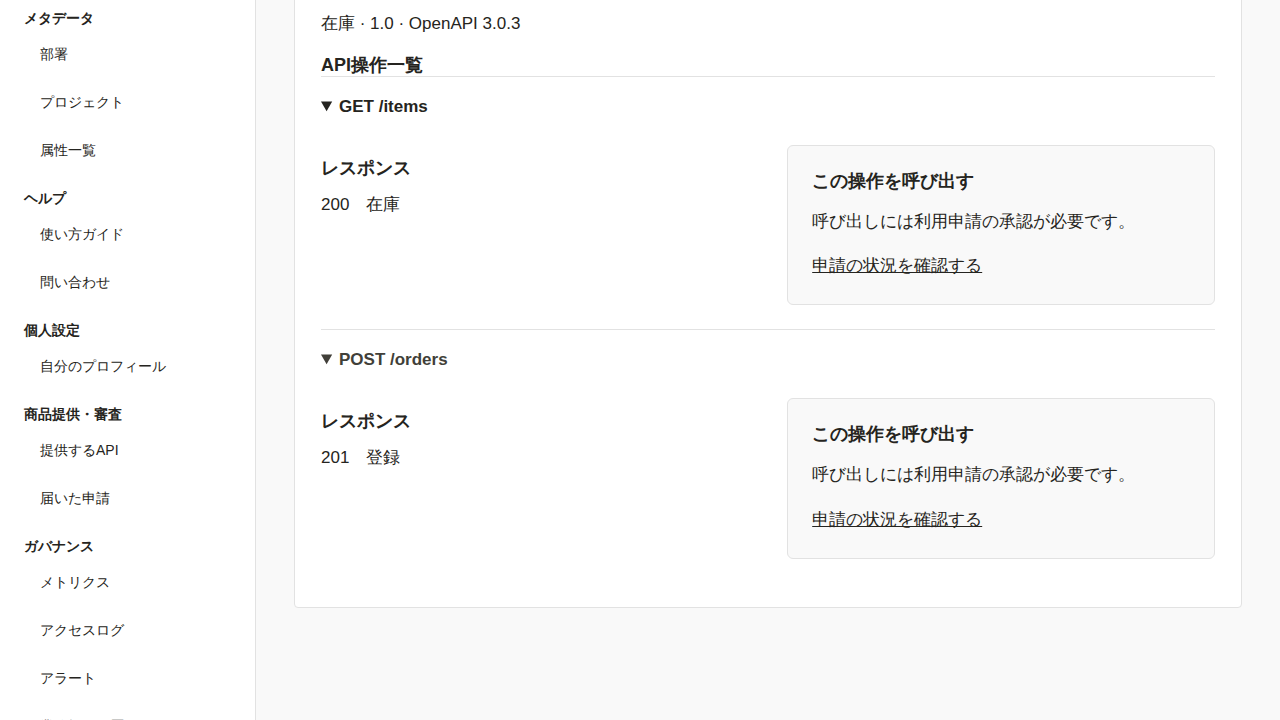 メタデータ
部署
プロジェクト
属性一覧
ヘルプ
使い方ガイド
問い合わせ
個人設定
自分のプロフィール
商品提供・審査
提供するAPI
届いた申請
ガバナンス
メトリクス
アクセスログ
アラート
在庫 · 1.0 · OpenAPI 3.0.3
API操作一覧
▼ GET /items
レスポンス
200 在庫
この操作を呼び出す
呼び出しには利用申請の承認が必要です。
申請の状況を確認する
▼ POST /orders
レスポンス
201 登録
この操作を呼び出す
呼び出しには利用申請の承認が必要です。
申請の状況を確認する